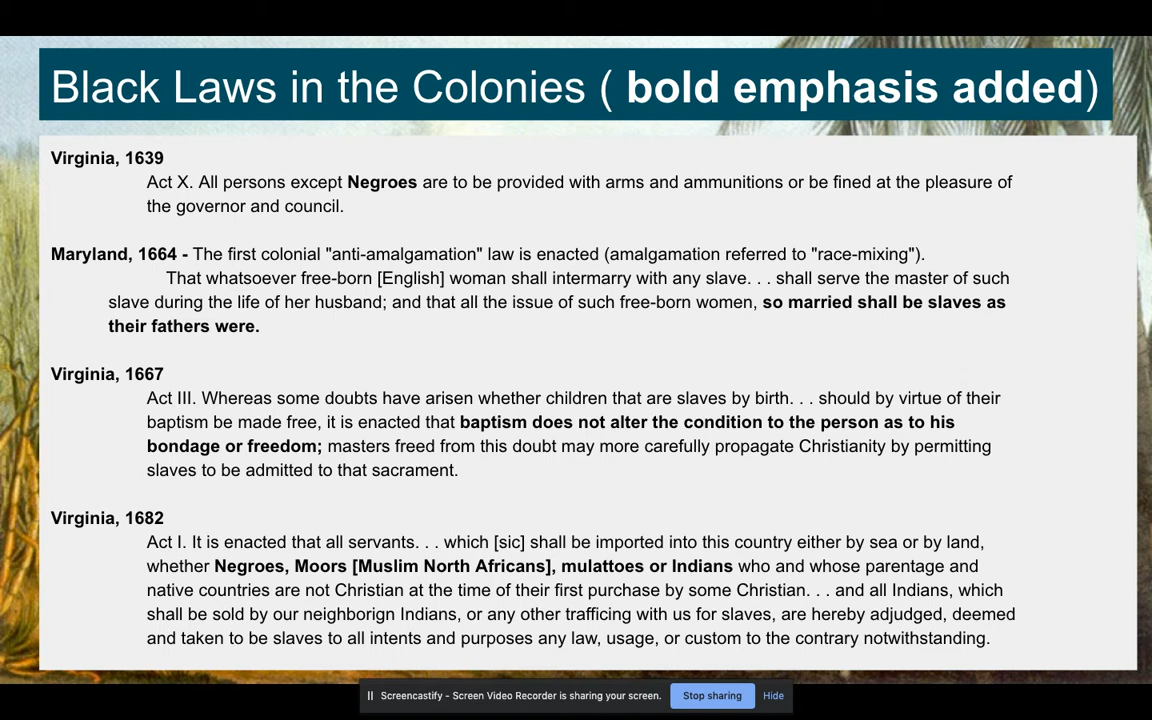 Black Laws in the Colonies ( bold emphasis added)
Virginia, 1639
Act X. All persons except Negroes are to be provided with arms and ammunitions or be fined at the pleasure of
the governor and council.
Maryland, 1664 - The first colonial "anti-amalgamation" law is enacted (amalgamation referred to "race-mixing").
That whatsoever free-born [English] woman shall intermarry with any slave. . . shall serve the master of such
slave during the life of her husband; and that all the issue of such free-born women, so married shall be slaves as
their fathers were.
Virginia, 1667
Act III. Whereas some doubts have arisen whether children that are slaves by birth. . . should by virtue of their
baptism be made free, it is enacted that baptism does not alter the condition to the person as to his
bondage or freedom; masters freed from this doubt may more carefully propagate Christianity by permitting
slaves to be admitted to that sacrament.
Virginia, 1682
Act I. It is enacted that all servants. . . which [sic] shall be imported into this country either by sea or by land,
whether Negroes, Moors [Muslim North Africans], mulattoes or Indians who and whose parentage and
native countries are not Christian at the time of their first purchase by some Christian. . . and all Indians, which
shall be sold by our neighborign Indians, or any other trafficing with us for slaves, are hereby adjudged, deemed
and taken to be slaves to all intents and purposes any law, usage, or custom to the contrary notwithstanding.
Screencastify - Screen Video Recorder is sharing your screen. Stop sharing Hide